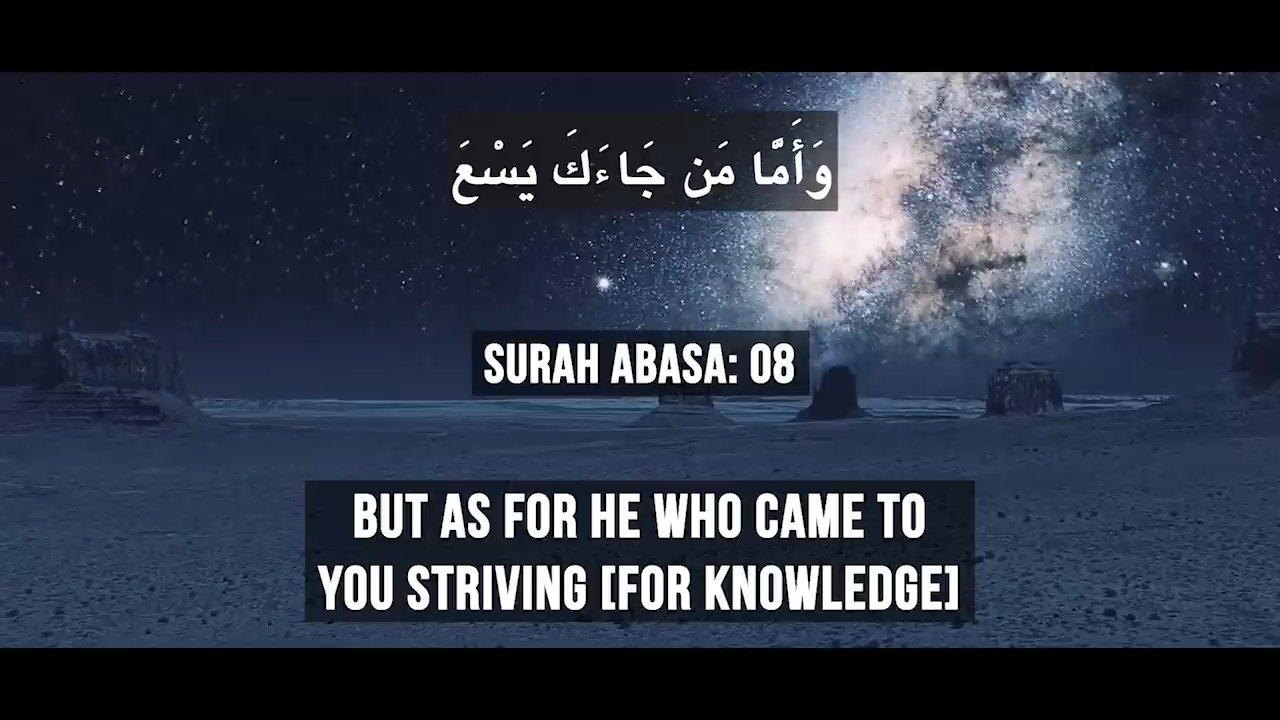 وَأَمَّا مَن جَاءَكَ يَسْعَ
SURAH ABASA: 08
BUT AS FOR HE WHO CAME TO
YOU STRIVING [FOR KNOWLEDGE]